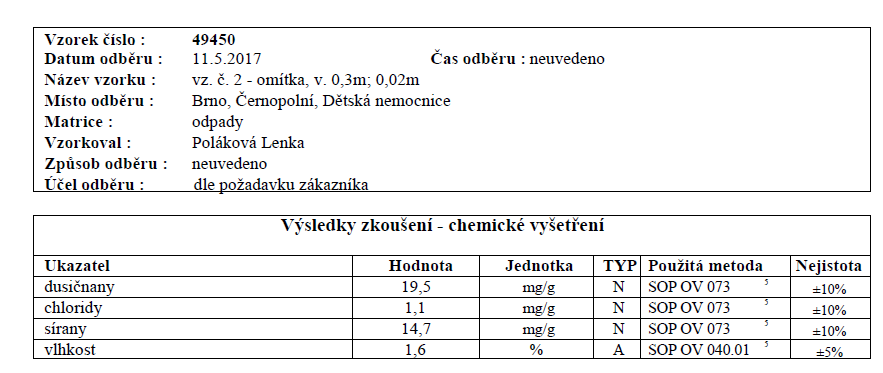 Vzorek číslo : 49450
Datum odběru : 11.5.2017 Čas odběru : neuvedeno
Název vzorku : vz. č. 2 - omítka, v. 0,3m; 0,02m
Místo odběru : Brno, Černopolní, Dětská nemocnice
Matrice : odpady
Vzorkoval : Poláková Lenka
Způsob odběru : neuvedeno
Účel odběru : dle požadavku zákazníka
Výsledky zkoušení - chemické vyšetření
Ukazatel Hodnota Jednotka TYP Použitá metoda Nejistota
dusičnany 19,5 mg/g N SOP OV 073 5 ±10%
chloridy 1,1 mg/g N SOP OV 073 5 ±10%
sírany 14,7 mg/g N SOP OV 073 5 ±10%
vlhkost 1,6 % A SOP OV 040.01 5 ±5%